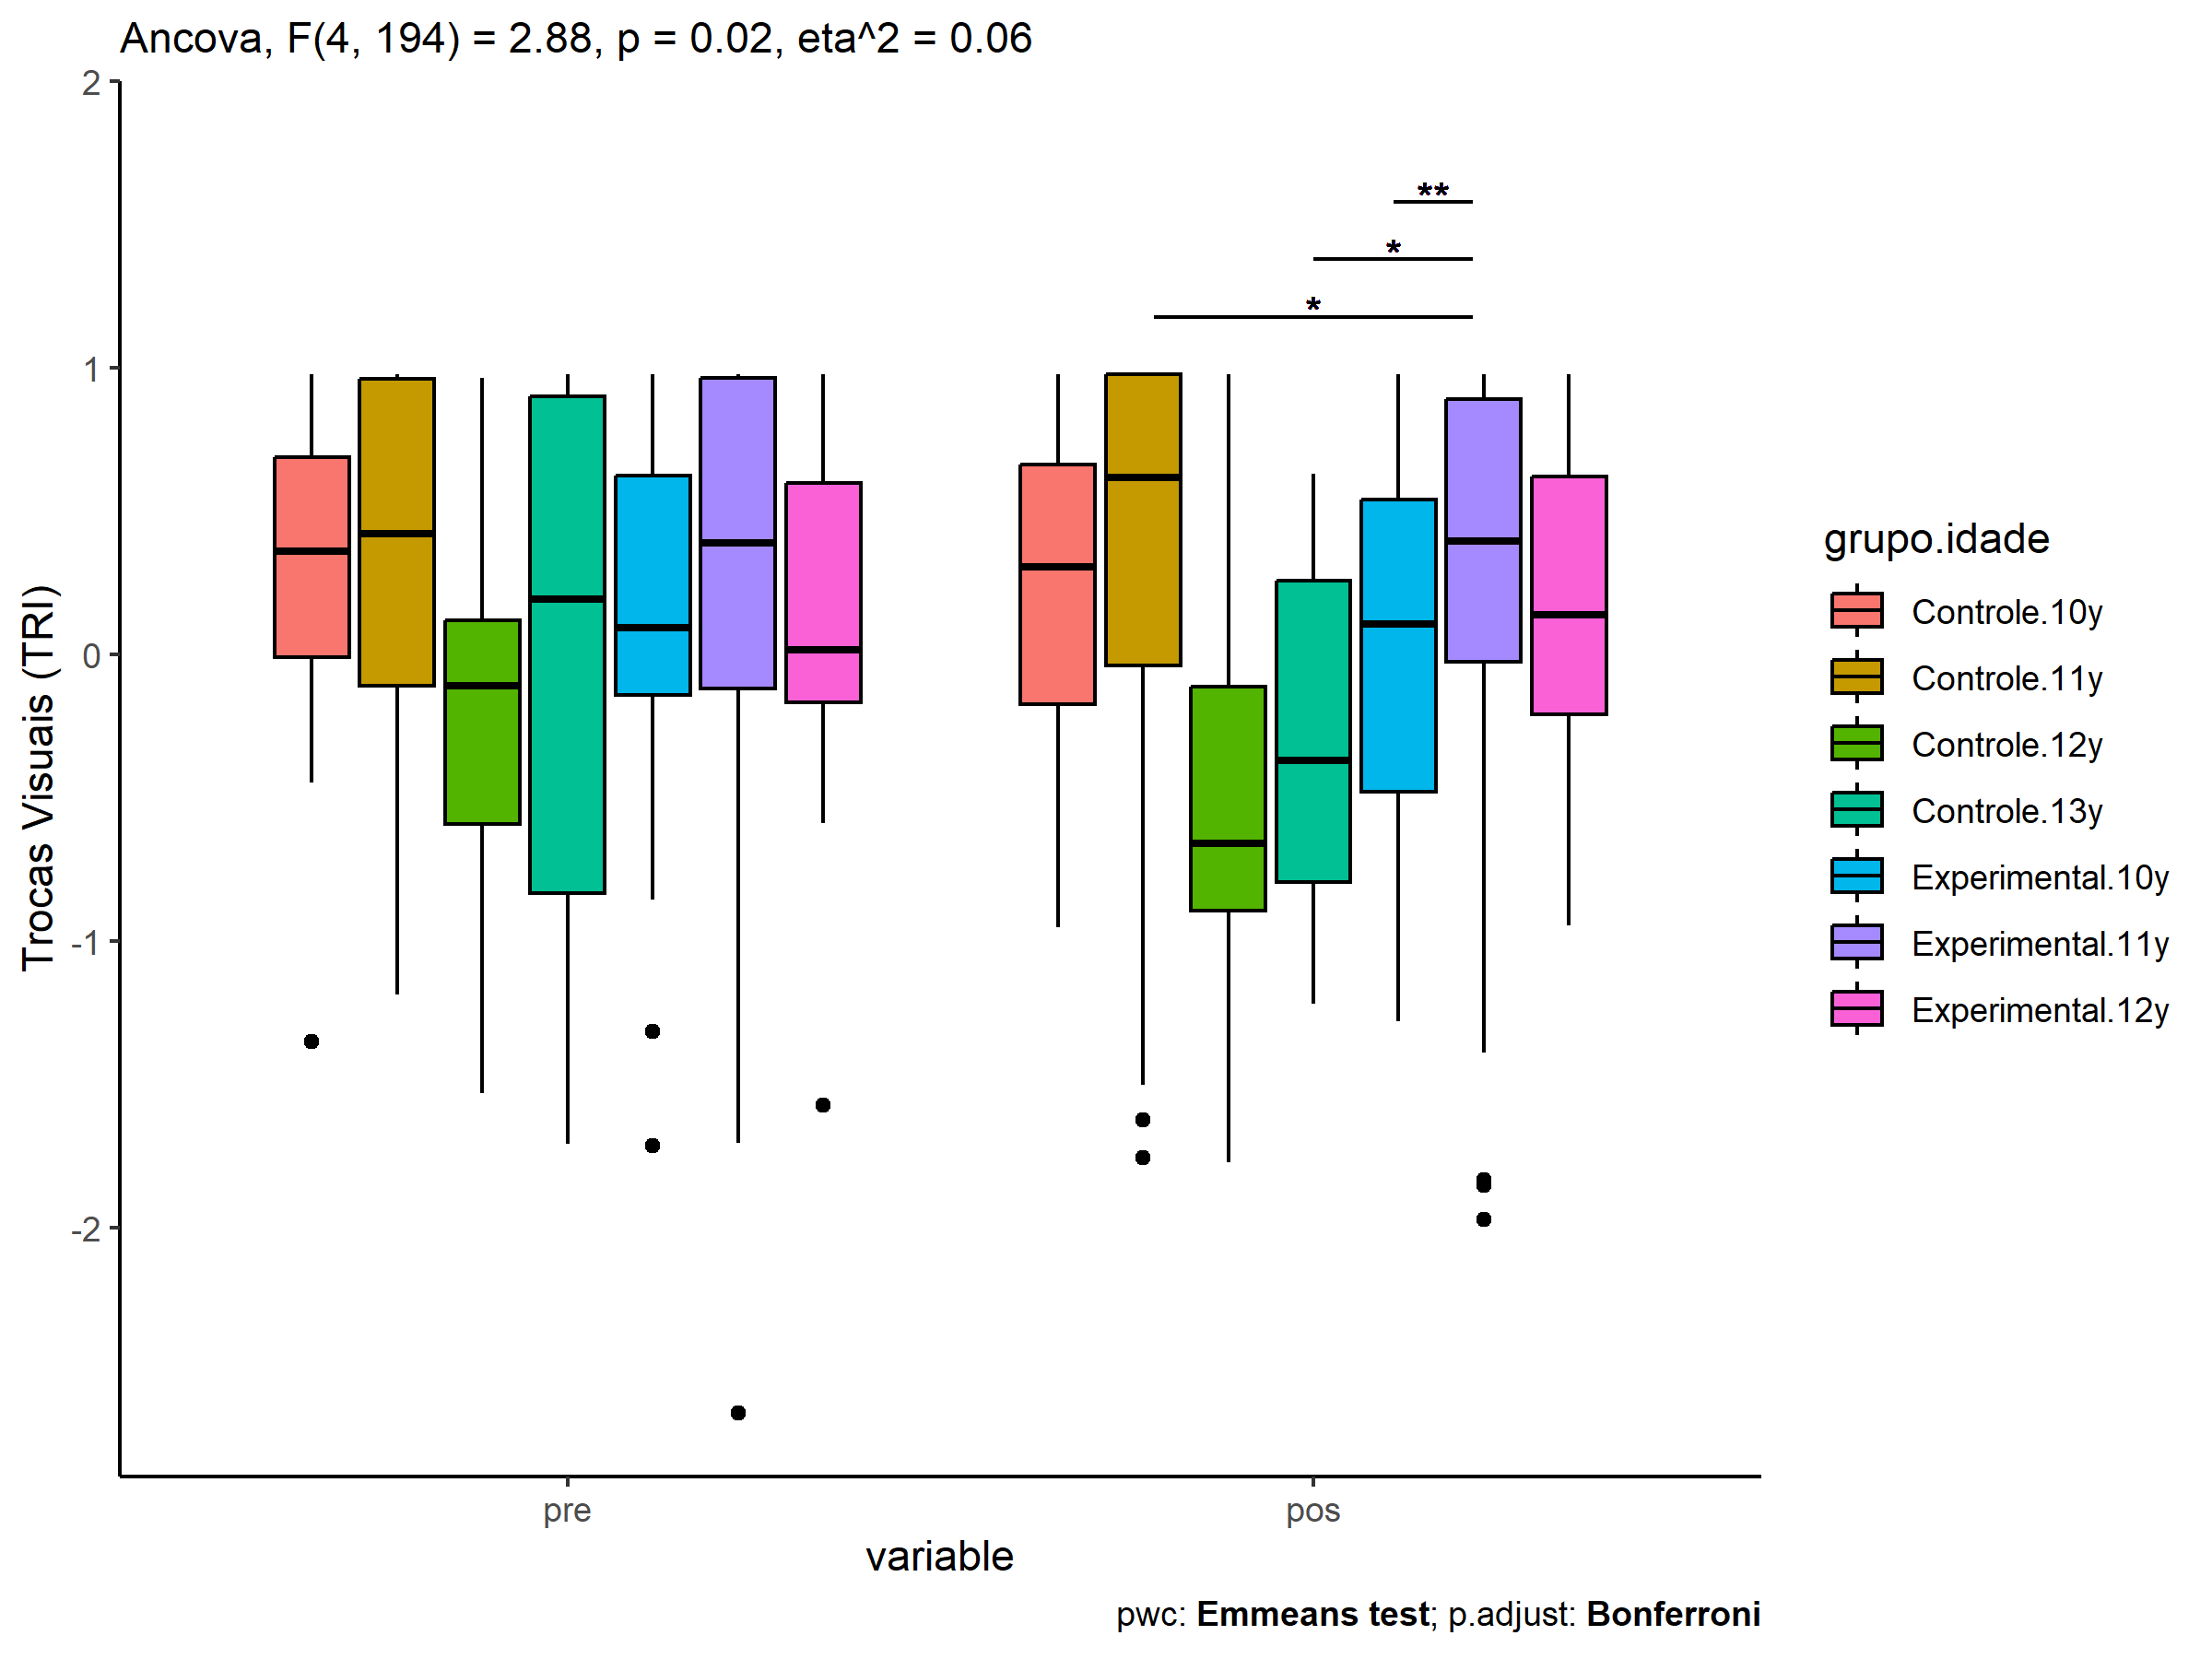 Ancova, F(4, 194) = 2.88, p = 0.02, eta^2 = 0.06
2
1
0
-1
-2
Trocas Visuais (TRI)
**
*
*
pre
pos
variable
grupo.idade
Controle.10y
Controle.11y
Controle.12y
Controle.13y
Experimental.10y
Experimental.11y
Experimental.12y
pwc: Emmeans test; p.adjust: Bonferroni